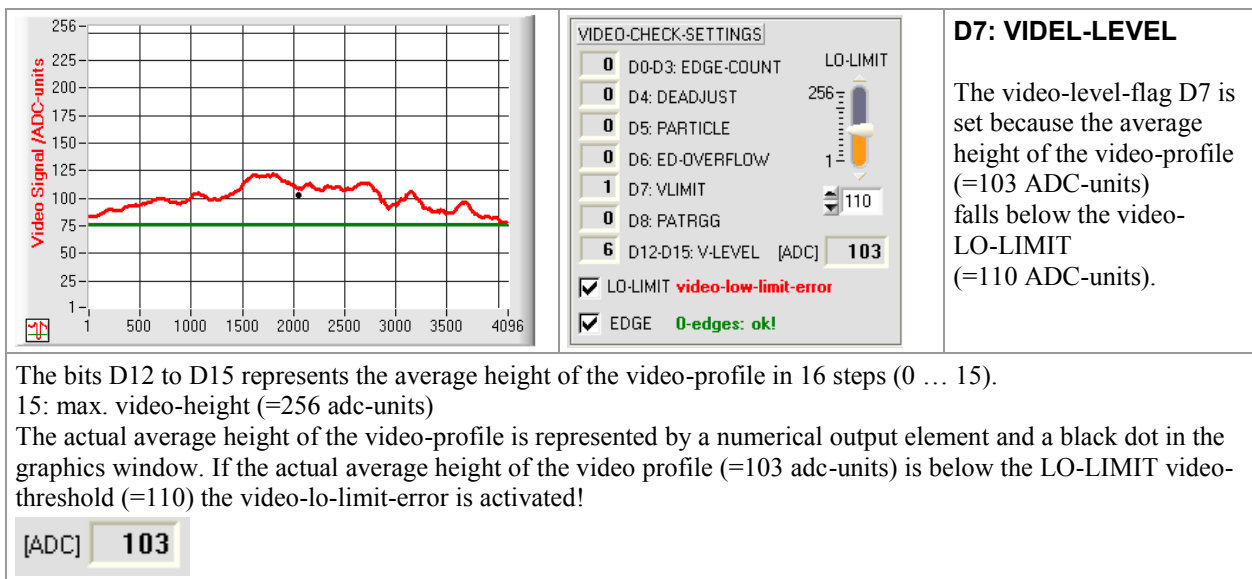 256
225
200
175
150
125
100
75
50
25
1
Video Signal /ADC-units
1 500 1000 1500 2000 2500 3000 3500 4096
VIDEO-CHECK-SETTINGS
0 D0-D3: EDGE-COUNT
0 D4: DEADJUST
0 D5: PARTICLE
0 D6: ED-OVERFLOW
1 D7: VLIMIT
0 D8: PATRGG
6 D12-D15: V-LEVEL [ADC] 103
LO-LIMIT
256
1
110
LO-LIMIT video-low-limit-error
EDGE 0-edges: ok!
D7: VIDEL-LEVEL
The video-level-flag D7 is
set because the average
height of the video-profile
(=103 ADC-units)
falls below the video-
LO-LIMIT
(=110 ADC-units).
The bits D12 to D15 represents the average height of the video-profile in 16 steps (0 … 15).
15: max. video-height (=256 adc-units)
The actual average height of the video-profile is represented by a numerical output element and a black dot in the
graphics window. If the actual average height of the video profile (=103 adc-units) is below the LO-LIMIT video-
threshold (=110) the video-lo-limit-error is activated!
[ADC] 103